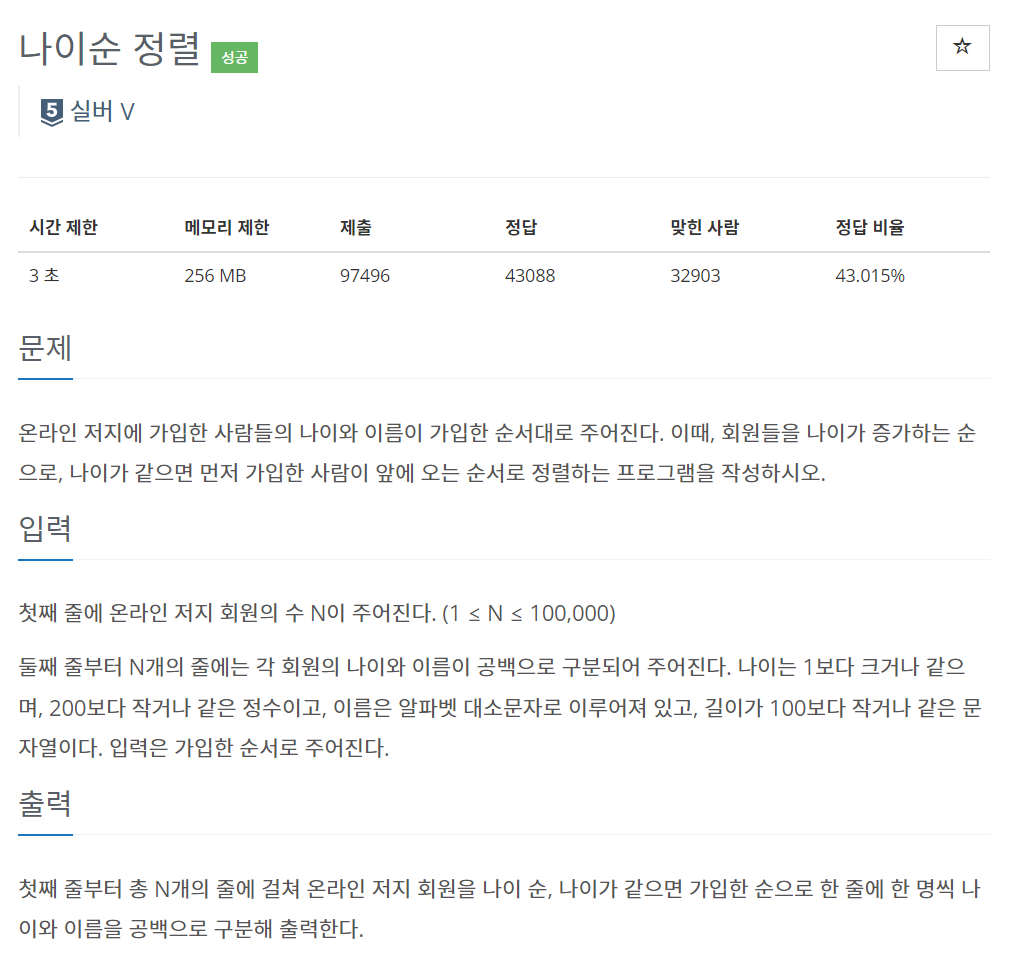 나이순 정렬 성공
☆
5 실버 V
시간 제한 메모리 제한 제출 정답 맞힌 사람 정답 비율
3 초 256 MB 97496 43088 32903 43.015%
문제
온라인 저지에 가입한 사람들의 나이와 이름이 가입한 순서대로 주어진다. 이때, 회원들을 나이가 증가하는 순
으로, 나이가 같으면 먼저 가입한 사람이 앞에 오는 순서로 정렬하는 프로그램을 작성하시오.
입력
첫째 줄에 온라인 저지 회원의 수 N이 주어진다. (1 ≤ N ≤ 100,000)
둘째 줄부터 N개의 줄에는 각 회원의 나이와 이름이 공백으로 구분되어 주어진다. 나이는 1보다 크거나 같으
며, 200보다 작거나 같은 정수이고, 이름은 알파벳 대소문자로 이루어져 있고, 길이가 100보다 작거나 같은 문
자열이다. 입력은 가입한 순서로 주어진다.
출력
첫째 줄부터 총 N개의 줄에 걸쳐 온라인 저지 회원을 나이 순, 나이가 같으면 가입한 순으로 한 줄에 한 명씩 나
이와 이름을 공백으로 구분해 출력한다.